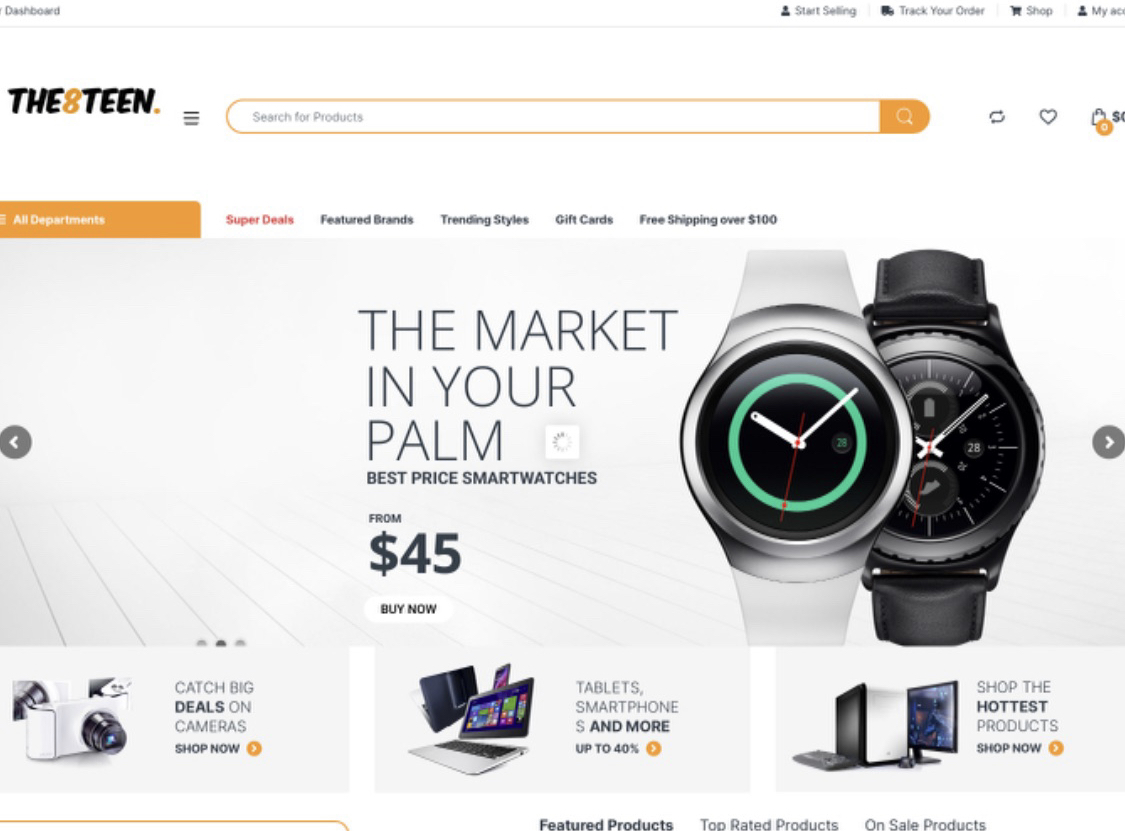 Dashboard
Start Selling
Track Your Order
Shop
My
THE8TEEN.
Search for Products
0
All Departments
Super Deals
Featured Brands
Trending Styles
Gift Cards
Free Shipping over $100
THE MARKET
IN YOUR
PALM
BEST PRICE SMARTWATCHES
FROM
$45
BUY NOW
28
28
CATCH BIG
DEALS ON
CAMERAS
SHOP NOW
TABLETS,
SMARTPHONE
S AND MORE
UP TO 40%
SHOP THE
HOTTEST
PRODUCTS
SHOP NOW
Featured Products
Top Rated Products
On Sale Products